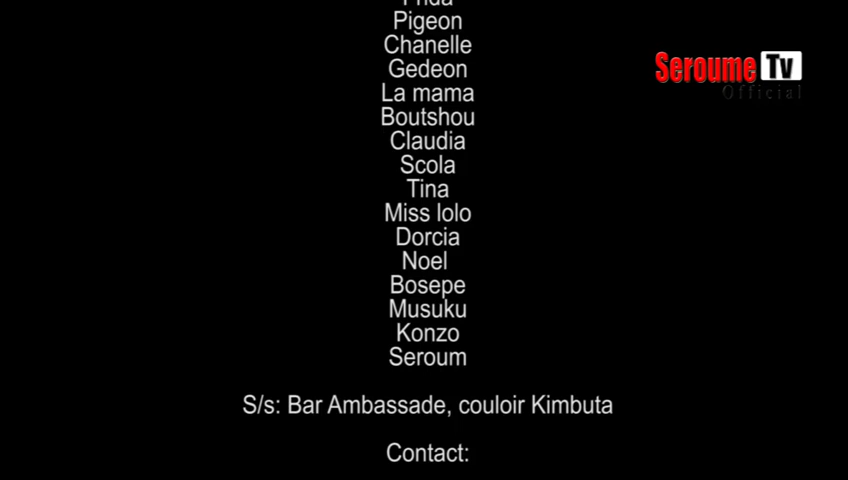 Pigeon
Chanelle
Gedeon
La mama
Boutshou
Claudia
Scola
Tina
Miss lolo
Dorcia
Noel
Bosepe
Musuku
Konzo
Seroum
S/s: Bar Ambassade, couloir Kimbuta
Contact:
Seroume Tv
Official